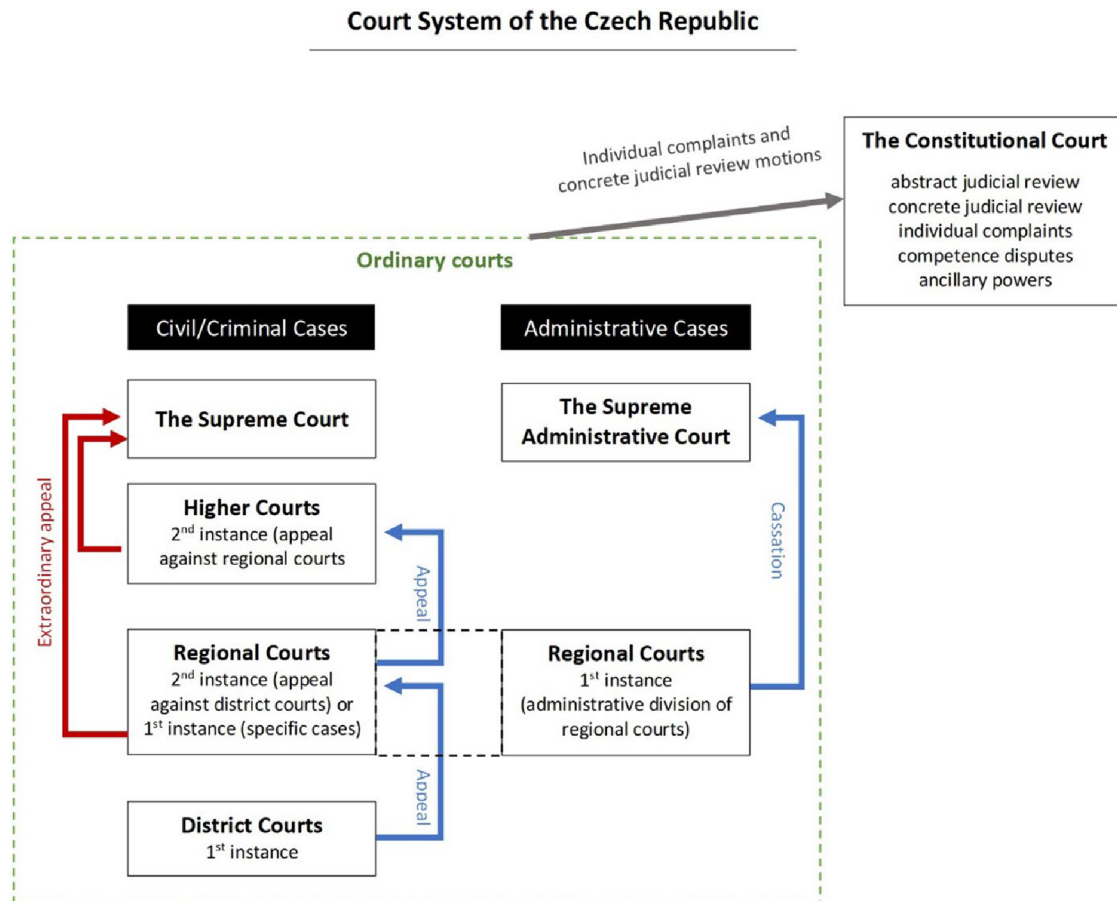 Court System of the Czech Republic
Individual complaints and
concrete judicial review motions
The Constitutional Court
abstract judicial review
concrete judicial review
individual complaints
competence disputes
ancillary powers
Ordinary courts
Civil/Criminal Cases
Administrative Cases
The Supreme Court
The Supreme
Administrative Court
Higher Courts
2nd instance (appeal
against regional courts
Extraordinary appeal
Appeal
Cassation
Regional Courts
2nd instance (appeal
against district courts) or
1st instance (specific cases)
Regional Courts
1st instance
(administrative division of
regional courts)
Appeal
District Courts
1st instance